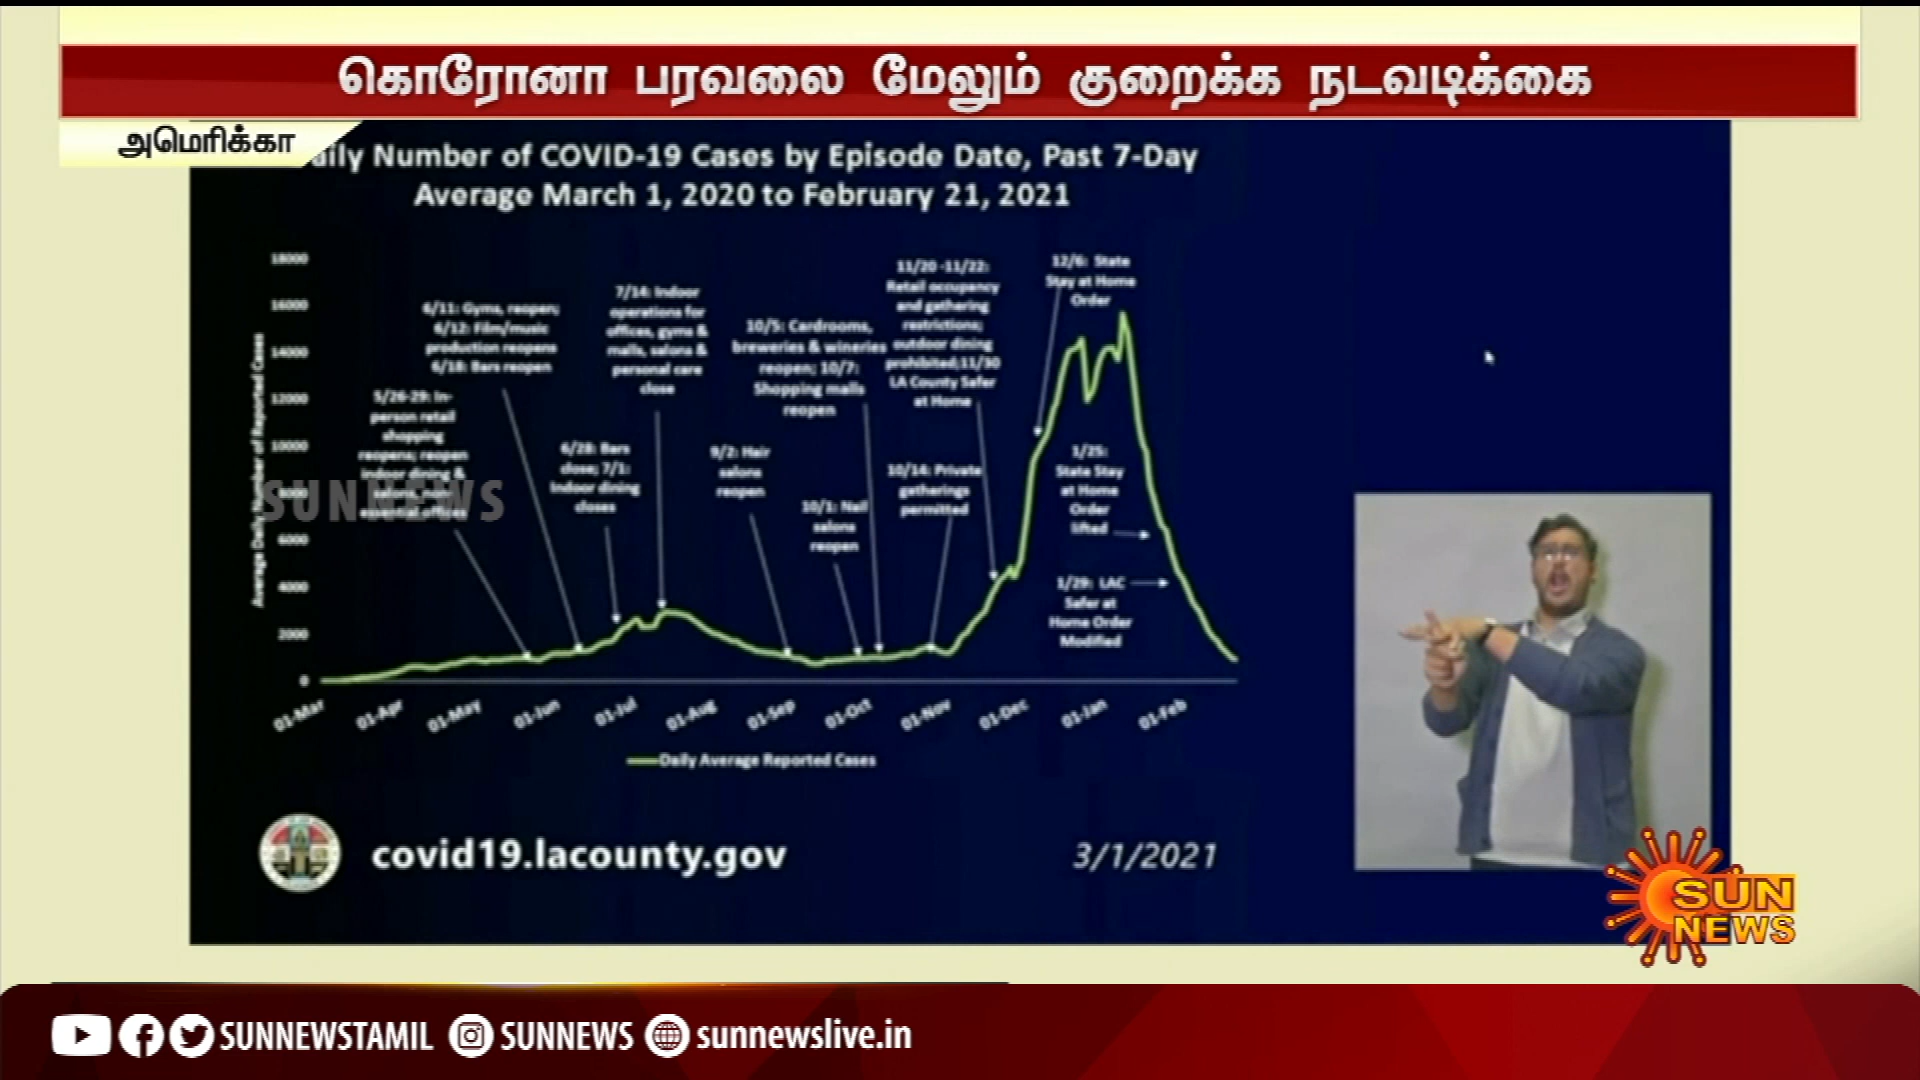 கொரோனா பரவலை மேலும் குறைக்க நடவடிக்கை
அமெரிக்கா
aily Number of COVID-19 Cases by Episode Date, Past 7-Day
Average March 1, 2020 to February 21, 2021
Average Daily Number of Reported Cases
18000
16000
14000
12000
10000
8000
6000
4000
2000
0
5/26-29: In-
person retail
shopping
reopens; reopen
indoor dining &
salons, non-
essential offices
6/11: Gyms, reopen;
6/12: Film/music
production reopens
6/18: Bars reopen
6/28: Bars
close; 7/1:
Indoor dining
closes
7/14: Indoor
operations for
offices, gyms &
malls, salons &
personal care
close
9/2: Hair
salons
reopen
10/1: Nail
salons
reopen
10/5: Cardrooms,
breweries & wineries
reopen; 10/7:
Shopping malls
reopen
10/14: Private
gatherings
permitted
11/20 -11/22:
Retail occupancy
and gathering
restrictions;
outdoor dining
prohibited;11/30
LA County Safer
at Home
12/6: State
Stay at Home
Order
1/25:
State Stay
at Home
Order
lifted
1/29: LAC
Safer at
Home Order
Modified
01-Mar 01-Apr 01-May 01-Jun 01-Jul 01-Aug 01-Sep 01-Oct 01-Nov 01-Dec 01-Jan 01-Feb
Daily Average Reported Cases
SUNNEWS
covid19.lacounty.gov
3/1/2021
SUN
NEWS
SUNNEWSTAMIL SUNNEWS sunnewslive.in